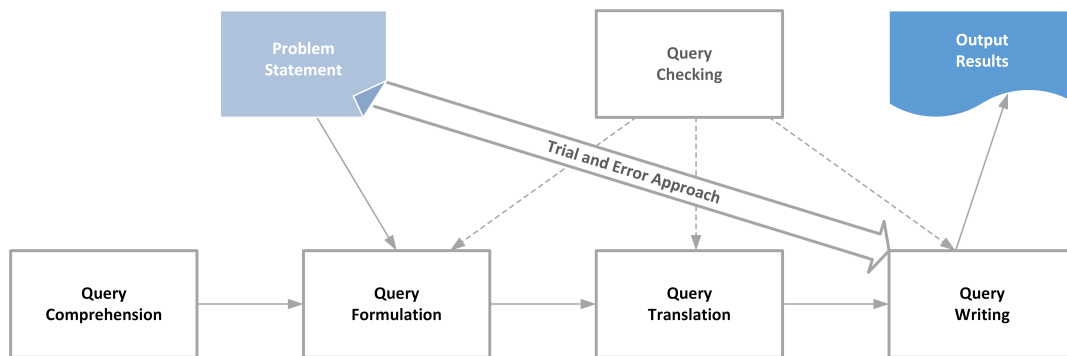 Problem
Statement
Query
Checking
Output
Results
Trial and Error Approach
Query
Comprehension
Query
Formulation
Query
Translation
Query
Writing